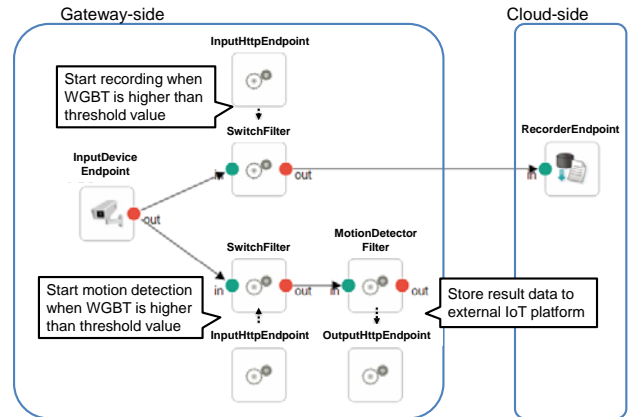 Gateway-side
Cloud-side
InputHttpEndpoint
Start recording when
WGBT is higher than
threshold value
SwitchFilter
RecorderEndpoint
InputDevice
Endpoint
in
out
in
out
SwitchFilter
MotionDetector
Filter
Start motion detection
when WGBT is higher
than threshold value
in
out
in
out
Store result data to
external IoT platform
InputHttpEndpoint
OutputHttpEndpoint